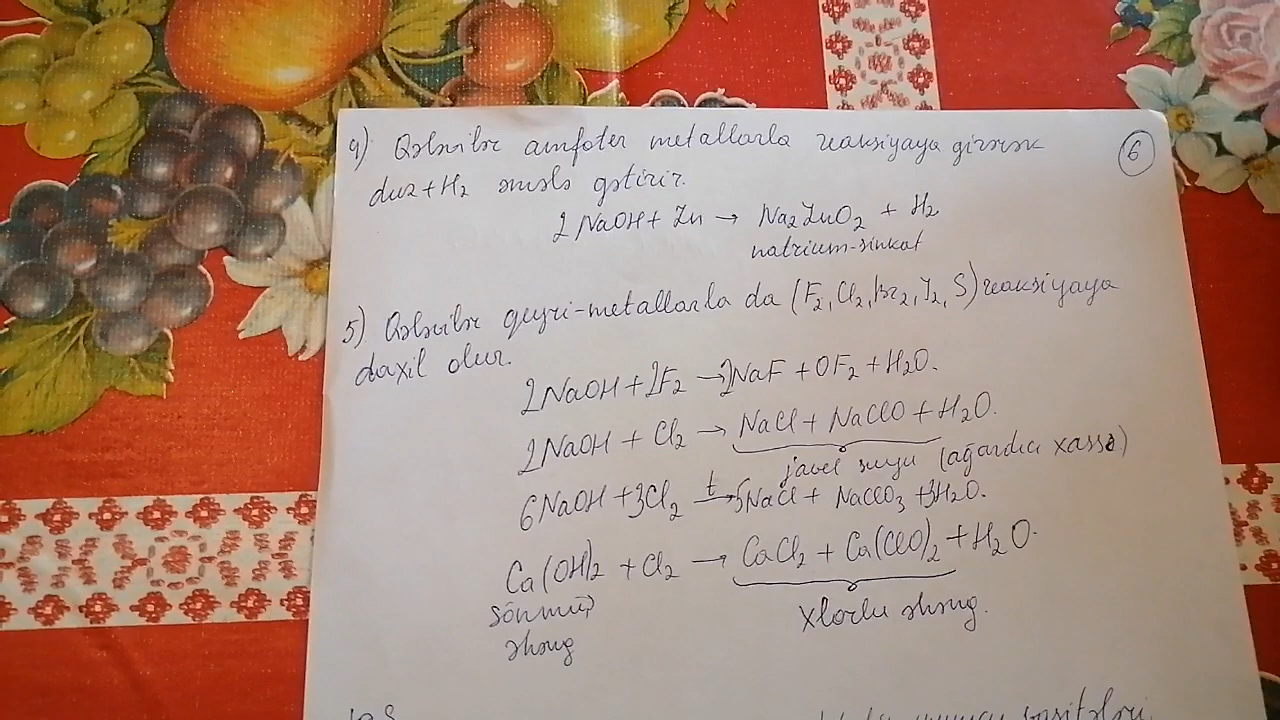 4) Qələvilər amfoter metallarla reaksiyaya girərək
duz + H₂ əmələ gətirir.
6
2NaOH + Zn → Na₂ZnO₂ + H₂
natrium-sinkat
5) Qələvilər qeyri-metallarla da (F₂, Cl₂, Br₂, J₂, S) reaksiyaya
daxil olur.
2NaOH + 2F₂ → 2NaF + OF₂ + H₂O.
2NaOH + Cl₂ → NaCl + NaClO + H₂O.
javel suyu (ağardıcı xassə)
6NaOH + 3Cl₂ t→ 5NaCl + NaClO₃ + 3H₂O.
Ca(OH)₂ + Cl₂ → CaCl₂ + Ca(ClO)₂ + H₂O.
sönmüş
əhəng
xlorlu əhəng.